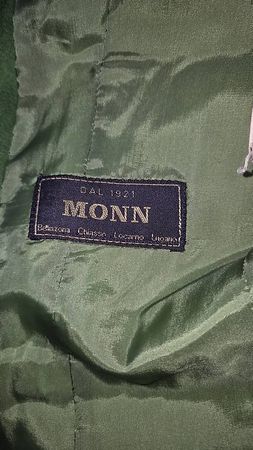 DAL 1921
MONN
Bellinzona Chiasso Locarno Lugano